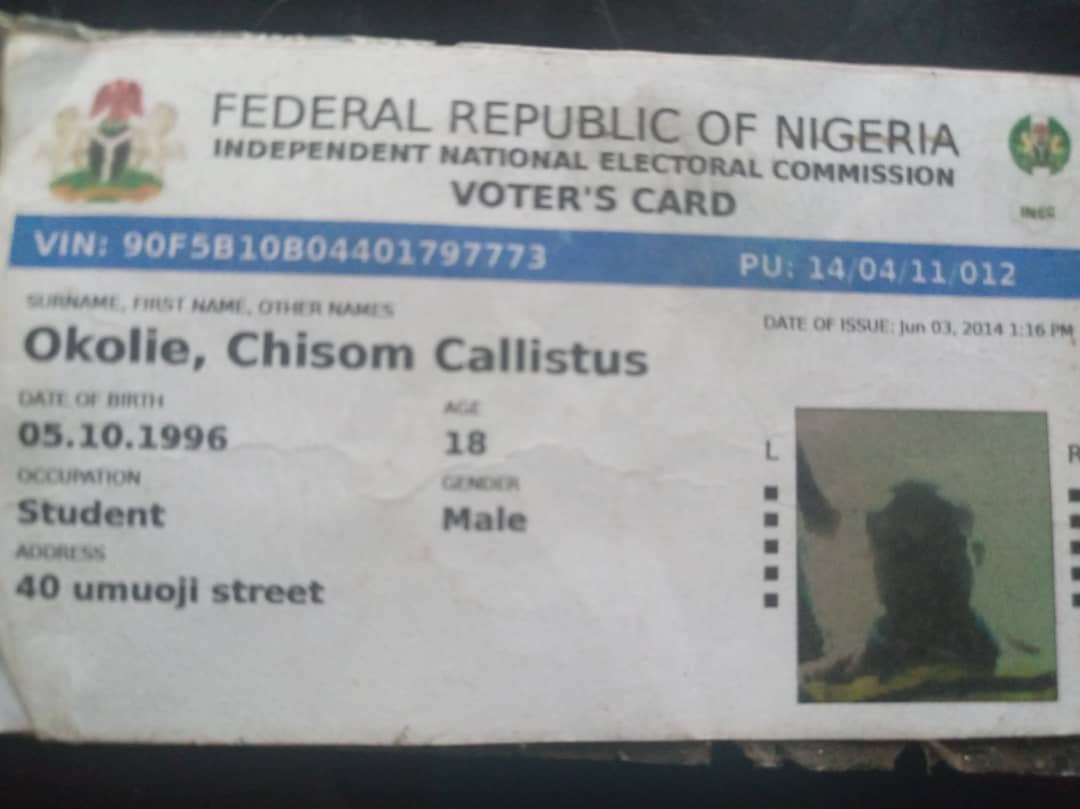 FEDERAL REPUBLIC OF NIGERIA
INDEPENDENT NATIONAL ELECTORAL COMMISSION
VOTER'S CARD
INEC
VIN: 90F5B10B04401797773
PU: 14/04/11/012
SURNAME, FIRST NAME, OTHER NAMES
DATE OF ISSUE: Jun 03, 2014 1:16 PM
Okolie, Chisom Callistus
DATE OF BIRTH
AGE
05.10.1996
18
OCCUPATION
GENDER
Student
Male
ADDRESS
40 umuoji street
L
R